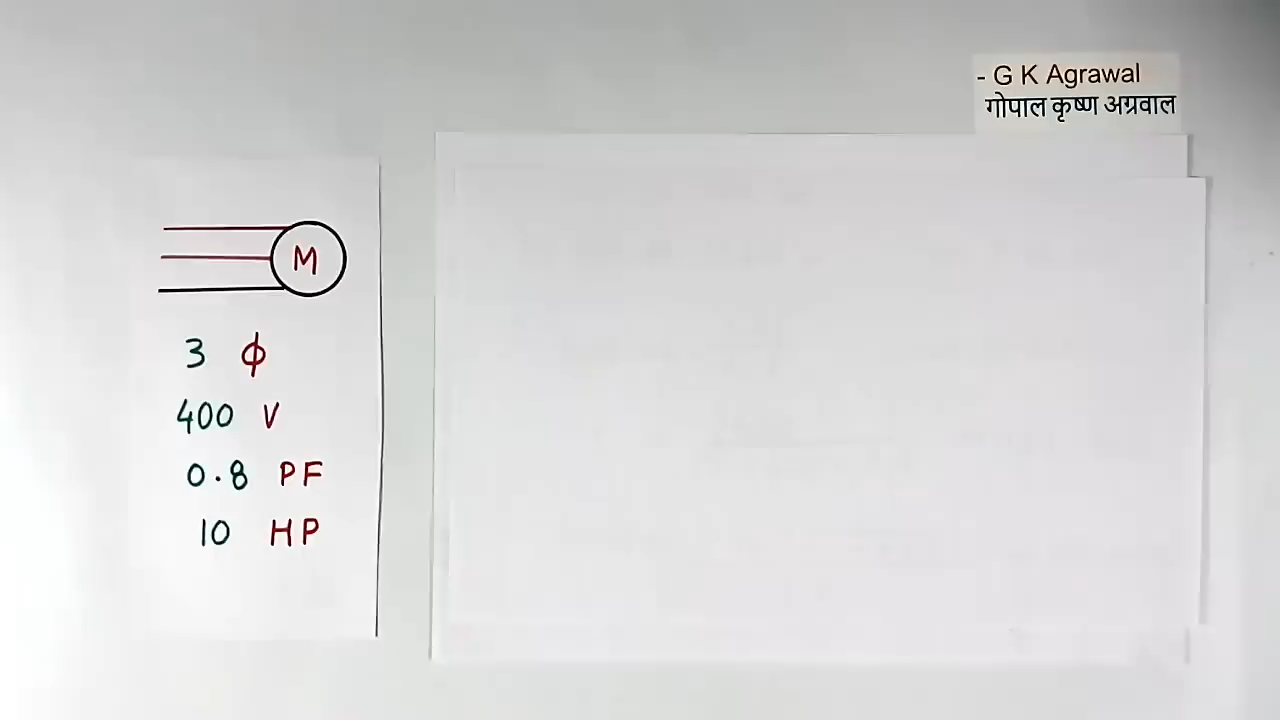 - G K Agrawal
गोपाल कृष्ण अग्रवाल
M
3 ϕ
400 V
0.8 PF
10 HP